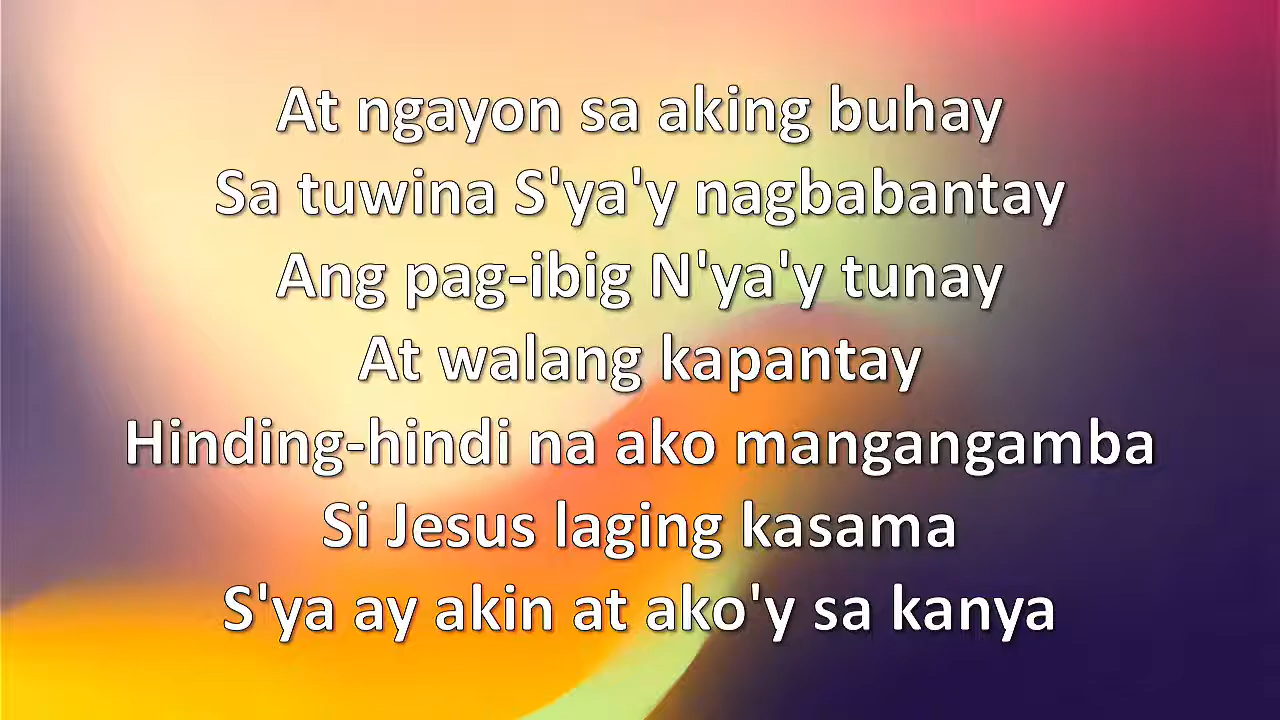 At ngayon sa aking buhay
Sa tuwina S'ya'y nagbabantay
Ang pag-ibig N'ya'y tunay
At walang kapantay
Hinding-hindi na ako mangangamba
Si Jesus laging kasama
S'ya ay akin at ako'y sa kanya